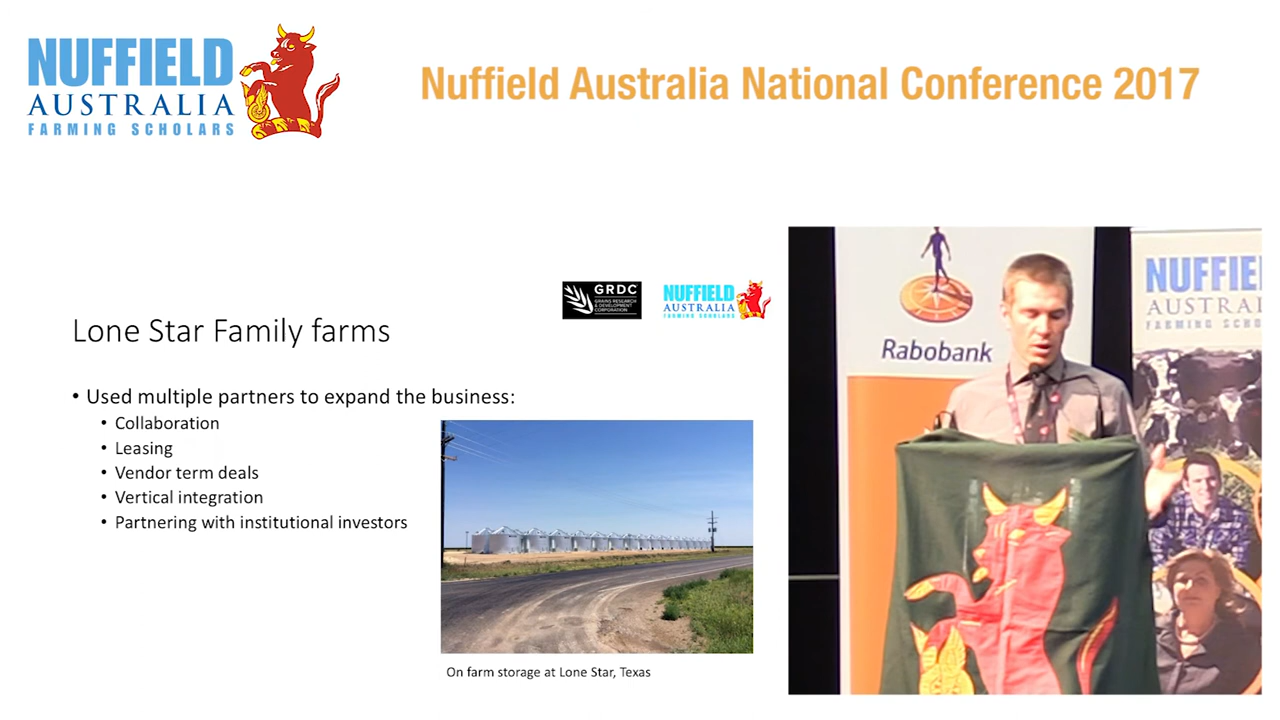 NUFFIELD
AUSTRALIA
FARMING SCHOLARS
Nuffield Australia National Conference 2017
GRDC
GRAINS RESEARCH
& DEVELOPMENT
CORPORATION
NUFFIELD
AUSTRALIA
FARMING SCHOLARS
Lone Star Family farms
• Used multiple partners to expand the business:
• Collaboration
• Leasing
• Vendor term deals
• Vertical integration
• Partnering with institutional investors
On farm storage at Lone Star, Texas
Rabobank
NUFFIE
AUSTRA
FARMING SCHO